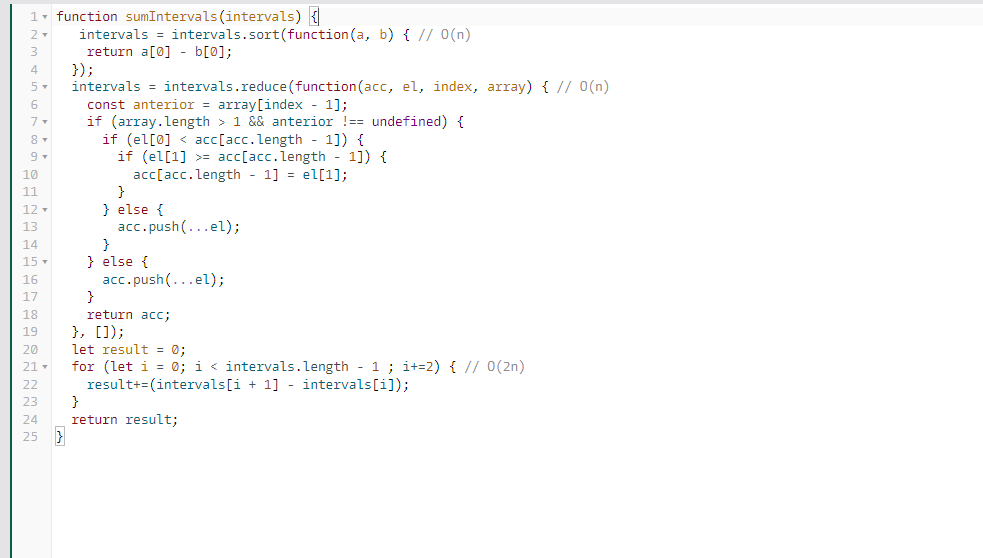 1 function sumIntervals(intervals) {
2    intervals = intervals.sort(function(a, b) { // O(n)
3     return a[0] - b[0];
4   });
5   intervals = intervals.reduce(function(acc, el, index, array) { // O(n)
6     const anterior = array[index - 1];
7     if (array.length > 1 && anterior !== undefined) {
8       if (el[0] < acc[acc.length - 1]) {
9         if (el[1] >= acc[acc.length - 1]) {
10           acc[acc.length - 1] = el[1];
11         }
12       } else {
13         acc.push(...el);
14       }
15     } else {
16       acc.push(...el);
17     }
18     return acc;
19   }, []);
20   let result = 0;
21   for (let i = 0; i < intervals.length - 1 ; i+=2) { // O(2n)
22     result+=(intervals[i + 1] - intervals[i]);
23   }
24   return result;
25 }